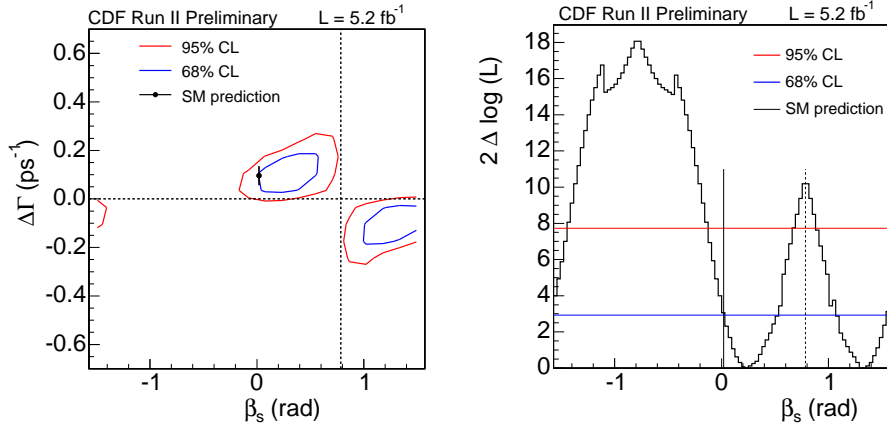 CDF Run II Preliminary L = 5.2 fb⁻¹
95% CL
68% CL
SM prediction
ΔΓ (ps⁻¹)
0.6
0.4
0.2
0.0
-0.2
-0.4
-0.6
-1 0 1
βₛ (rad)
CDF Run II Preliminary L = 5.2 fb⁻¹
95% CL
68% CL
SM prediction
2 Δ log (L)
18
16
14
12
10
8
6
4
2
0
-1 0 1
βₛ (rad)